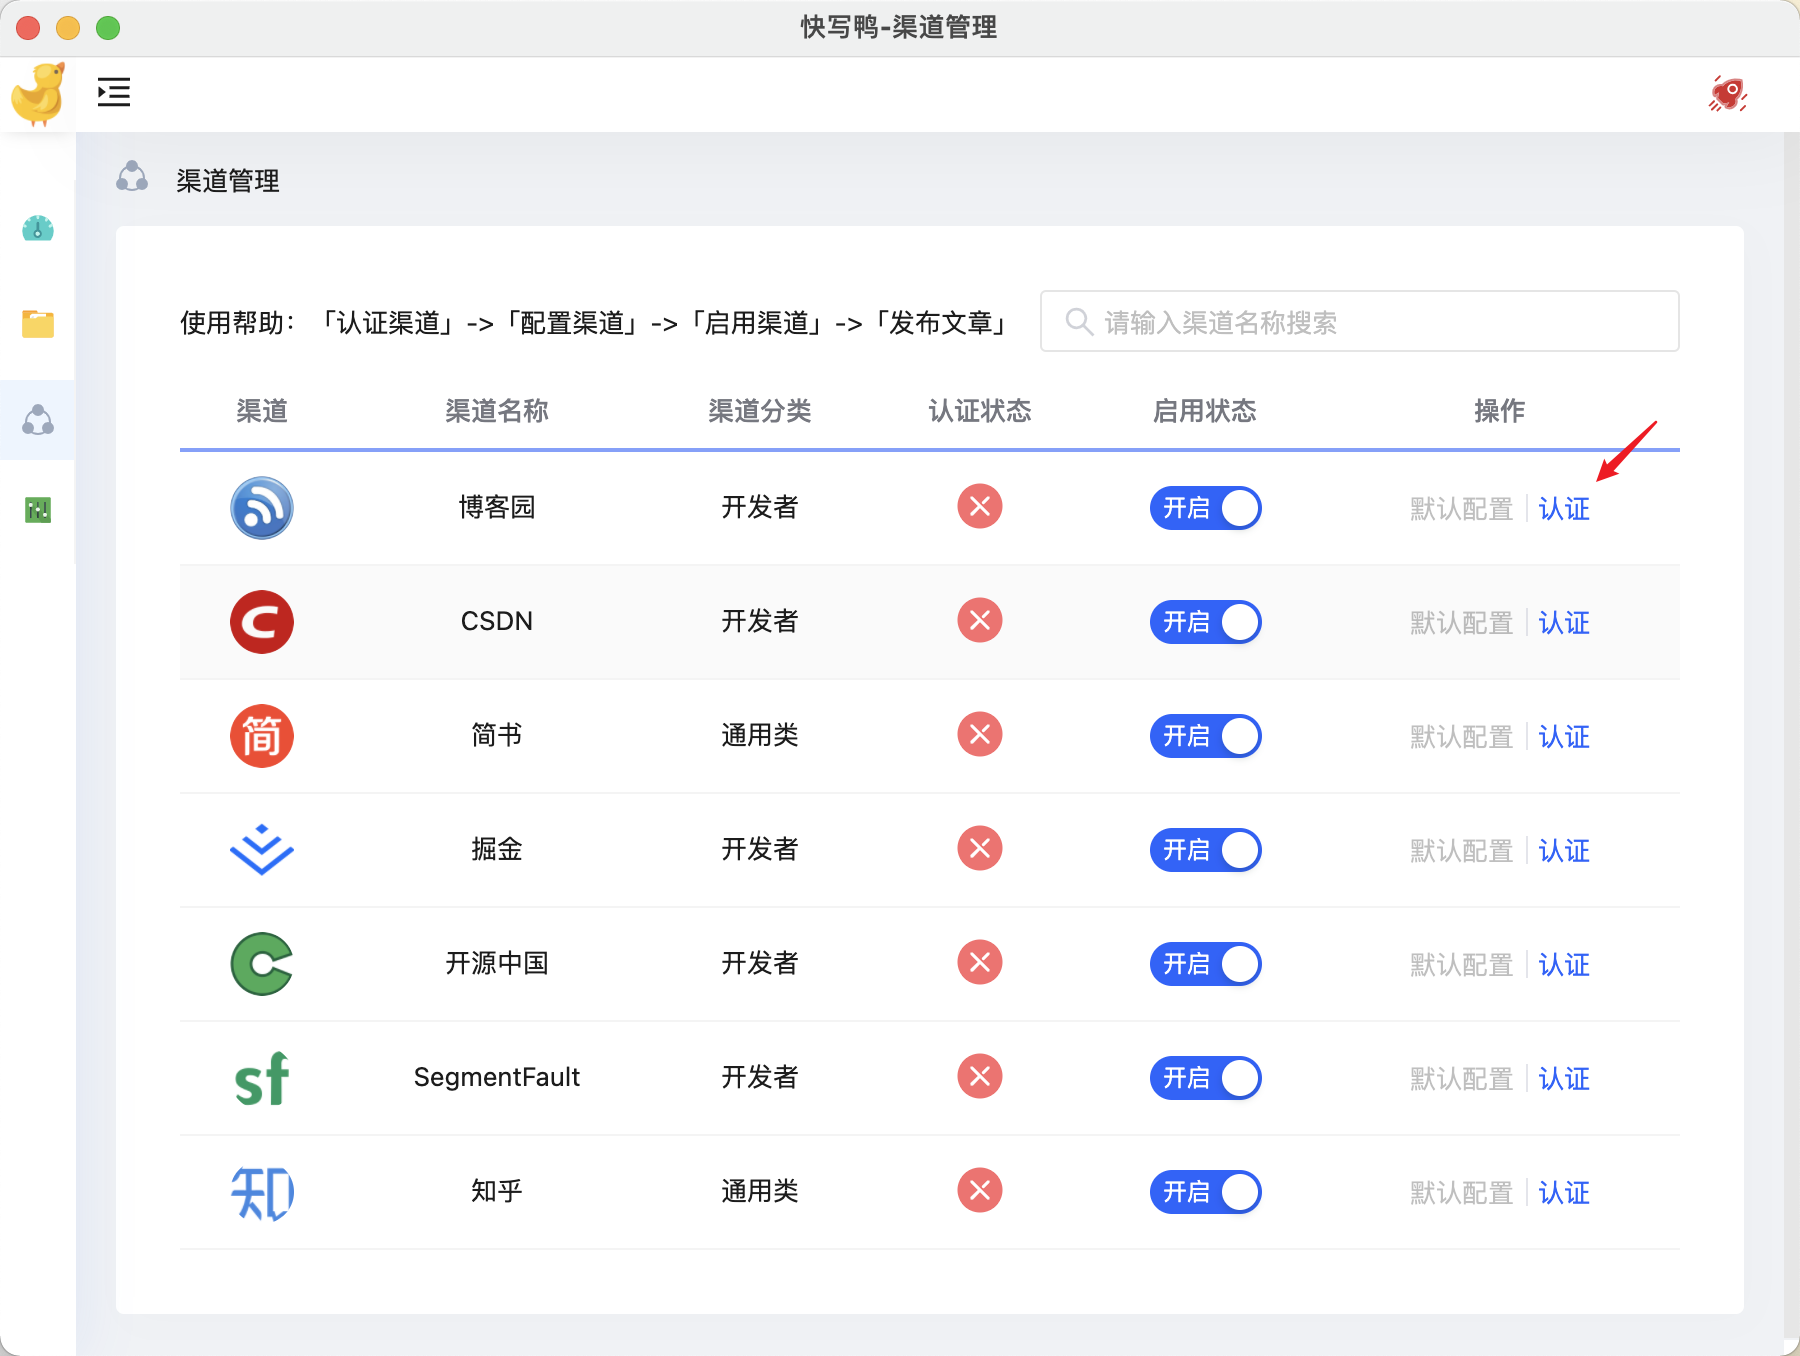 快写鸭-渠道管理
渠道管理
使用帮助：「认证渠道」->「配置渠道」->「启用渠道」->「发布文章」 请输入渠道名称搜索
渠道 渠道名称 渠道分类 认证状态 启用状态 操作
博客园 开发者 开启 默认配置 认证
CSDN 开发者 开启 默认配置 认证
简 简书 通用类 开启 默认配置 认证
掘金 开发者 开启 默认配置 认证
开源中国 开发者 开启 默认配置 认证
sf SegmentFault 开发者 开启 默认配置 认证
知 知乎 通用类 开启 默认配置 认证